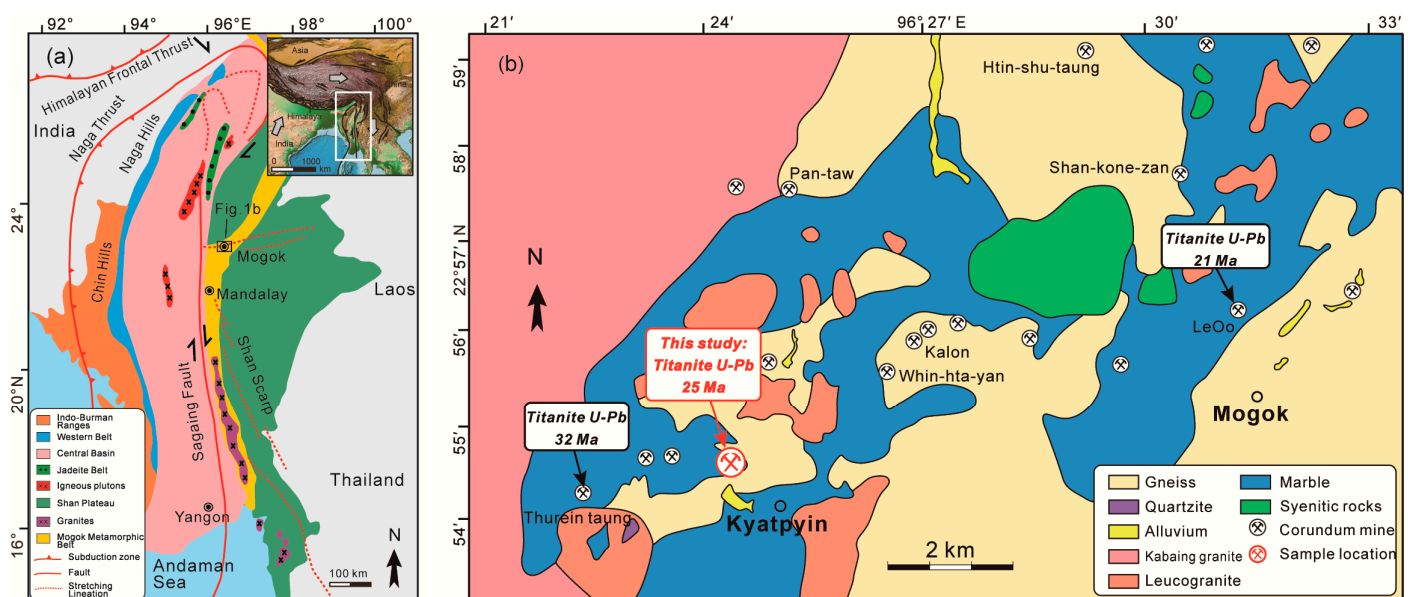 92°E
94°
96°E
98°
100°
(a)
Himalayan Frontal Thrust
Naga Thrust
India
Naga Hills
Asia
China
Himalaya
India
0 1000
km
24°
Fig.1b
Mogok
Chin Hills
Mandalay
Laos
Sagaing Fault
Shan Scarp
20°N
Thailand
Yangon
16°
Andaman
Sea
N
100 km
Indo-Burman
Ranges
Western Belt
Central Basin
Jadeite Belt
Igneous plutons
Shan Plateau
Granites
Mogok Metamorphic
Belt
Subduction zone
Fault
Stretching
Lineation
21′
24′
96°27′ E
30′
33′
(b)
59′
Htin-shu-taung
58′
Pan-taw
Shan-kone-zan
22°57′ N
N
Titanite U-Pb
21 Ma
LeOo
56′
This study:
Titanite U-Pb
25 Ma
Kalon
Whin-hta-yan
Mogok
Titanite U-Pb
32 Ma
55′
Thurein taung
Kyatpyin
54′
2 km
Gneiss
Quartzite
Alluvium
Kabaing granite
Leucogranite
Marble
Syenitic rocks
Corundum mine
Sample location